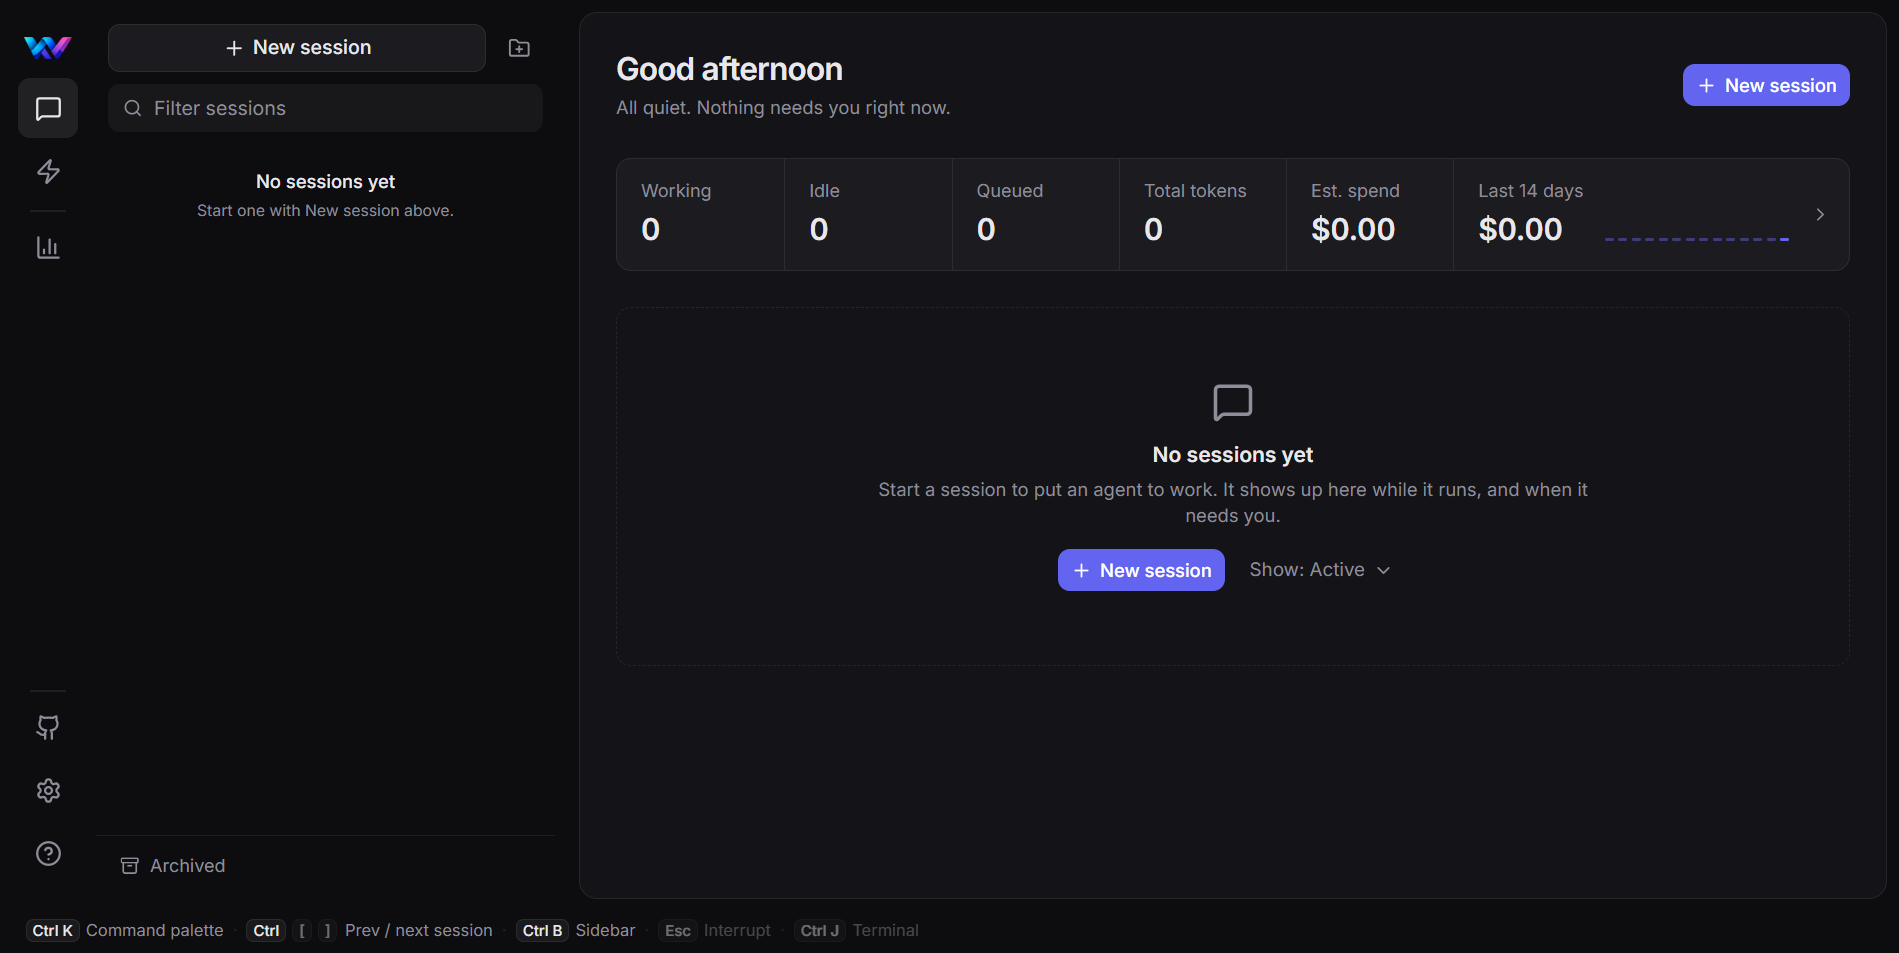 New session
Filter sessions
No sessions yet
Start one with New session above.
Archived
Good afternoon
All quiet. Nothing needs you right now.
New session
Working
0
Idle
0
Queued
0
Total tokens
0
Est. spend
$0.00
Last 14 days
$0.00
No sessions yet
Start a session to put an agent to work. It shows up here while it runs, and when it
needs you.
New session
Show: Active
Ctrl K Command palette · Ctrl [ ] Prev / next session · Ctrl B Sidebar · Esc Interrupt · Ctrl J Terminal